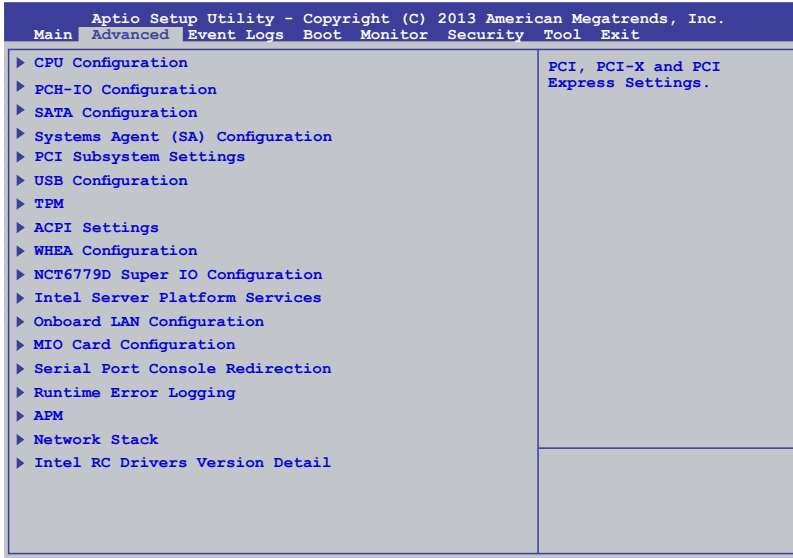 Aptio Setup Utility - Copyright (C) 2013 American Megatrends, Inc.
Main Advanced Event Logs Boot Monitor Security Tool Exit
CPU Configuration
PCH-IO Configuration
SATA Configuration
Systems Agent (SA) Configuration
PCI Subsystem Settings
USB Configuration
TPM
ACPI Settings
WHEA Configuration
NCT6779D Super IO Configuration
Intel Server Platform Services
Onboard LAN Configuration
MIO Card Configuration
Serial Port Console Redirection
Runtime Error Logging
APM
Network Stack
Intel RC Drivers Version Detail
PCI, PCI-X and PCI
Express Settings.